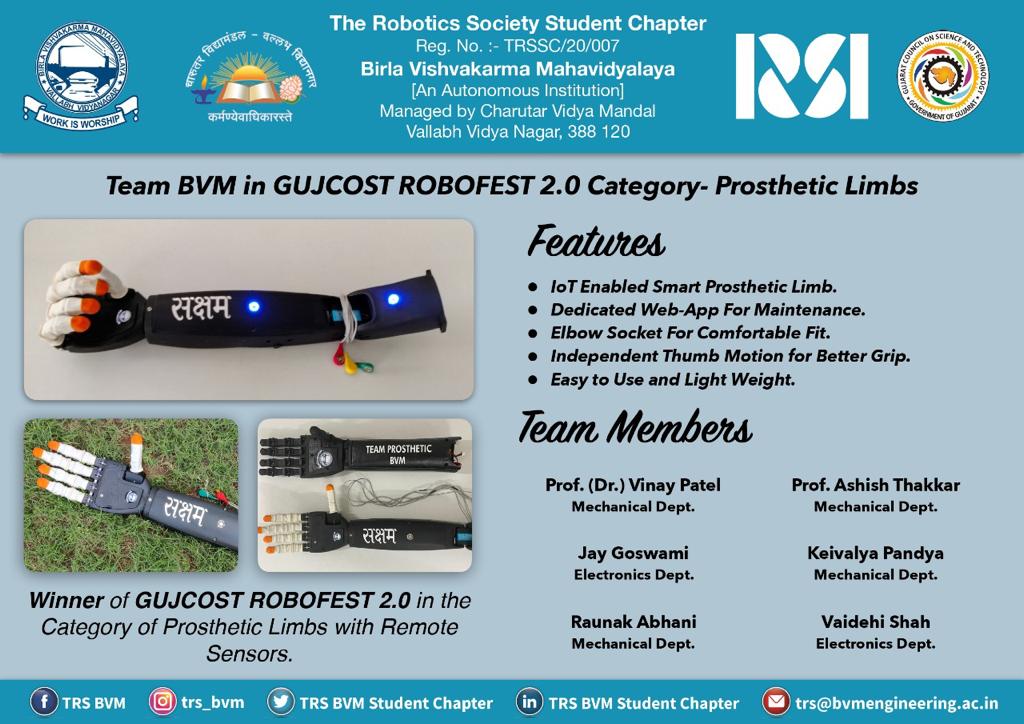 BIRLA VISHVAKARMA MAHAVIDYALAYA
VALLABH VIDYANAGAR
WORK IS WORSHIP
चारुतर विद्यामंडल - वल्लभ विद्यानगर
कर्मण्येवाधिकारस्ते
The Robotics Society Student Chapter
Reg. No. :- TRSSC/20/007
Birla Vishvakarma Mahavidyalaya
[An Autonomous Institution]
Managed by Charutar Vidya Mandal
Vallabh Vidya Nagar, 388 120
RSI
GUJARAT COUNCIL ON SCIENCE AND TECHNOLOGY
GOVERNMENT OF GUJARAT
Team BVM in GUJCOST ROBOFEST 2.0 Category- Prosthetic Limbs
सक्षम
सक्षम
TEAM PROSTHETIC
BVM
सक्षम
Winner of GUJCOST ROBOFEST 2.0 in the
Category of Prosthetic Limbs with Remote
Sensors.
Features
● IoT Enabled Smart Prosthetic Limb.
● Dedicated Web-App For Maintenance.
● Elbow Socket For Comfortable Fit.
● Independent Thumb Motion for Better Grip.
● Easy to Use and Light Weight.
Team Members
Prof. (Dr.) Vinay Patel
Mechanical Dept.
Prof. Ashish Thakkar
Mechanical Dept.
Jay Goswami
Electronics Dept.
Keivalya Pandya
Mechanical Dept.
Raunak Abhani
Mechanical Dept.
Vaidehi Shah
Electronics Dept.
TRS BVM
trs_bvm
TRS BVM Student Chapter
TRS BVM Student Chapter
trs@bvmengineering.ac.in